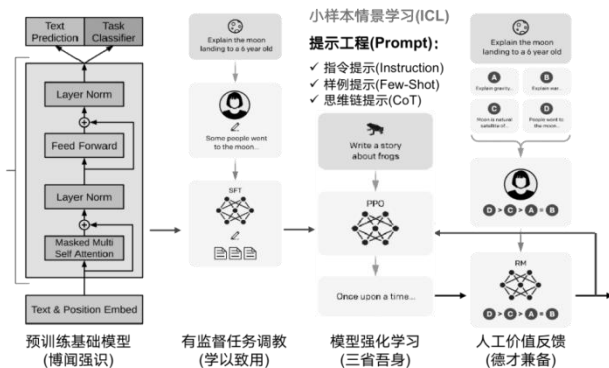 Text
Prediction
Task
Classifier
Layer Norm
Feed Forward
Layer Norm
Masked Multi
Self Attention
Text & Position Embed
预训练基础模型
(博闻强识)
Explain the moon
landing to a 6 year old
Some people went
to the moon...
SFT
有监督任务调教
(学以致用)
小样本情景学习(ICL)
提示工程(Prompt):
✓ 指令提示(Instruction)
✓ 样例提示(Few-Shot)
✓ 思维链提示(CoT)
Write a story
about frogs
PPO
Once upon a time...
模型强化学习
(三省吾身)
Explain the moon
landing to a 6 year old
A
Explain gravity...
B
Explain war...
C
Moon is natural
satellite of...
D
People went to
the moon...
D > C > A = B
RM
D > C > A = B
人工价值反馈
(德才兼备)